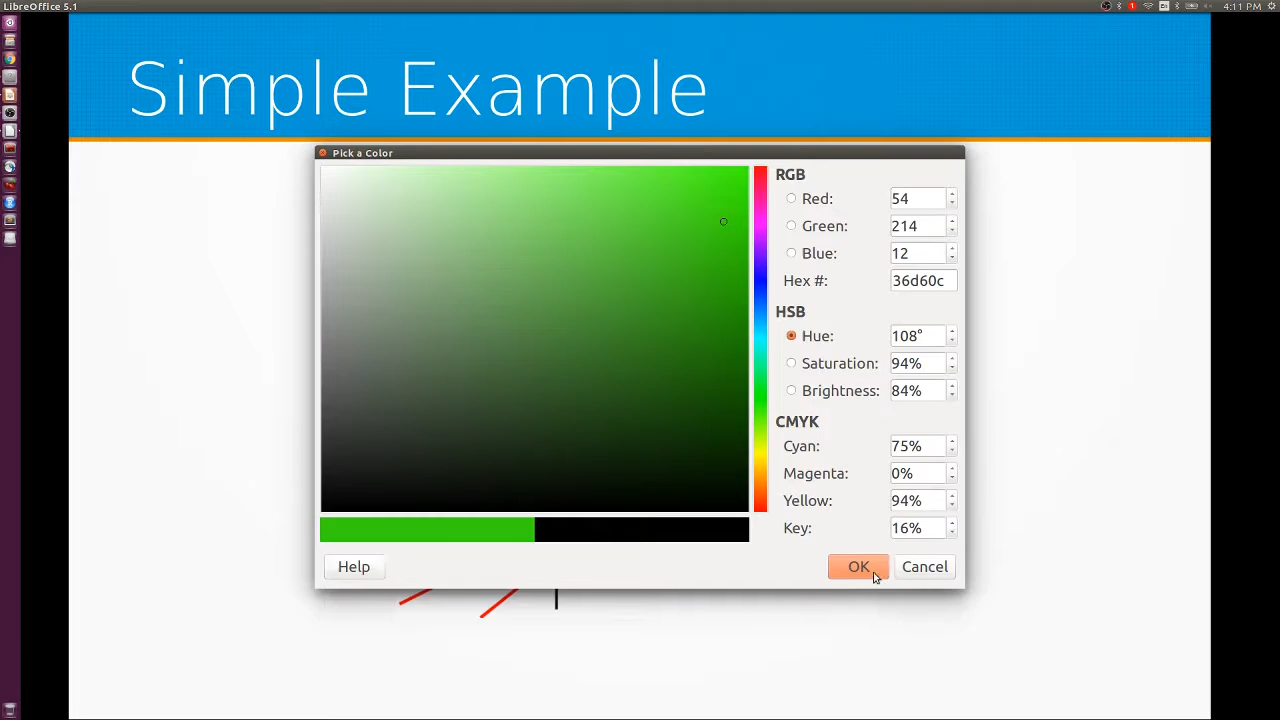 LibreOffice 5.1
En
4:11 PM
Simple Example
Pick a Color
RGB
Red: 54
Green: 214
Blue: 12
Hex #: 36d60c
HSB
Hue: 108°
Saturation: 94%
Brightness: 84%
CMYK
Cyan: 75%
Magenta: 0%
Yellow: 94%
Key: 16%
Help
OK
Cancel